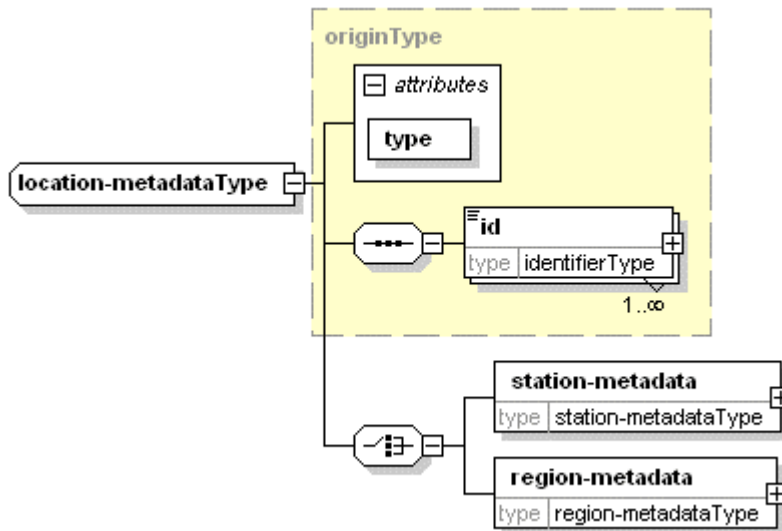 originType
attributes
type
location-metadataType
id
type identifierType
1..∞
station-metadata
type station-metadataType
region-metadata
type region-metadataType